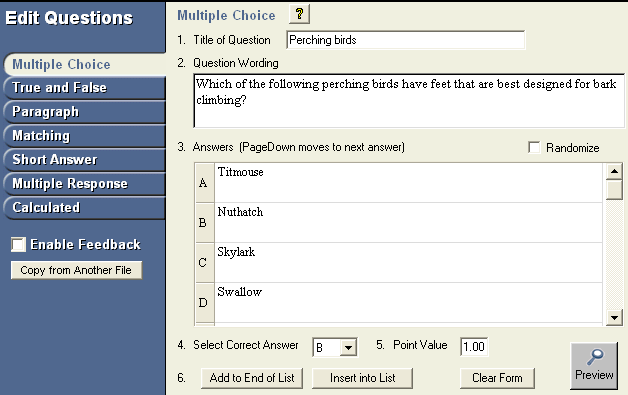 Edit Questions
Multiple Choice
True and False
Paragraph
Matching
Short Answer
Multiple Response
Calculated
Enable Feedback
Copy from Another File
Multiple Choice ?
1. Title of Question Perching birds
2. Question Wording
Which of the following perching birds have feet that are best designed for bark
climbing?
3. Answers (PageDown moves to next answer) Randomize
A Titmouse
B Nuthatch
C Skylark
D Swallow
4. Select Correct Answer B 5. Point Value 1.00
6. Add to End of List Insert into List Clear Form Preview